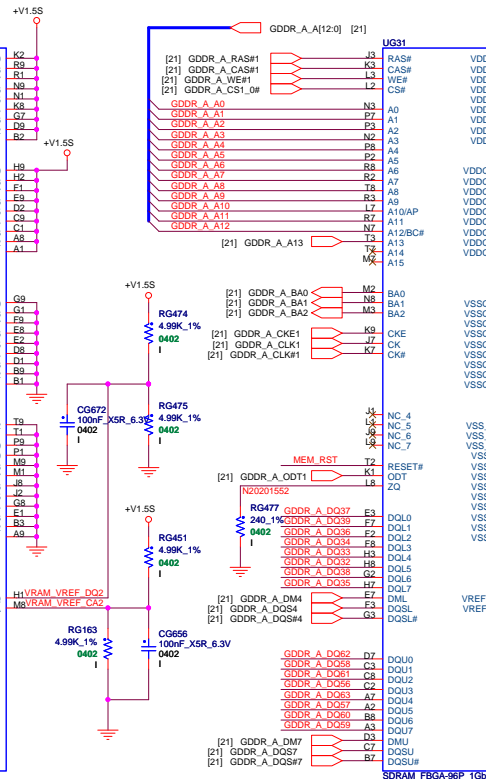 +V1.5S
GDDR_A_A[12:0] [21]
UG31
K2
R9
R1
N9
N1
K8
G7
D9
B2
+V1.5S
H9
H2
F1
E9
D2
C9
C1
A8
A1
G9
G1
F9
E8
E2
D8
D1
B9
B1
T9
T1
P9
P1
M9
M1
J8
J2
G8
E1
B3
A9
H1 VRAM_VREF_DQ2
M8 VRAM_VREF_CA2
+V1.5S
RG474
4.99K_1%
0402
I
CG672
100nF_X5R_6.3V
0402
I
RG475
4.99K_1%
0402
I
+V1.5S
RG451
4.99K_1%
0402
I
RG163
4.99K_1%
0402
I
CG656
100nF_X5R_6.3V
0402
I
[21] GDDR_A_RAS#1 J3 RAS# VDD
[21] GDDR_A_CAS#1 K3 CAS# VDD
[21] GDDR_A_WE#1 L3 WE# VDD
[21] GDDR_A_CS1_0# L2 CS# VDD
GDDR_A_A0 N3 A0
GDDR_A_A1 P7 A1
GDDR_A_A2 P3 A2
GDDR_A_A3 N2 A3
GDDR_A_A4 P8 A4
GDDR_A_A5 P2 A5
GDDR_A_A6 R8 A6
GDDR_A_A7 R2 A7
GDDR_A_A8 T8 A8
GDDR_A_A9 R3 A9
GDDR_A_A10 L7 A10/AP
GDDR_A_A11 R7 A11
GDDR_A_A12 N7 A12/BC#
[21] GDDR_A_A13 T3 A13
T7 A14
M7 A15
[21] GDDR_A_BA0 M2 BA0
[21] GDDR_A_BA1 N8 BA1
[21] GDDR_A_BA2 M3 BA2
[21] GDDR_A_CKE1 K9 CKE
[21] GDDR_A_CLK1 J7 CK
[21] GDDR_A_CLK#1 K7 CK#
J1 NC_4
L1 NC_5
J9 NC_6
L9 NC_7
MEM_RST T2 RESET#
[21] GDDR_A_ODT1 K1 ODT
L8 ZQ
N20201552
RG477
240_1%
0402
I
GDDR_A_DQ37 E3 DQL0
GDDR_A_DQ39 F7 DQL1
GDDR_A_DQ36 F2 DQL2
GDDR_A_DQ34 F8 DQL3
GDDR_A_DQ33 H3 DQL4
GDDR_A_DQ32 H8 DQL5
GDDR_A_DQ38 G2 DQL6
GDDR_A_DQ35 H7 DQL7
[21] GDDR_A_DM4 E7 DML VREF
[21] GDDR_A_DQS4 F3 DQSL VREF
[21] GDDR_A_DQS#4 G3 DQSL#
GDDR_A_DQ62 D7 DQU0
GDDR_A_DQ58 C3 DQU1
GDDR_A_DQ61 C8 DQU2
GDDR_A_DQ56 C2 DQU3
GDDR_A_DQ63 A7 DQU4
GDDR_A_DQ57 A2 DQU5
GDDR_A_DQ60 B8 DQU6
GDDR_A_DQ59 A3 DQU7
[21] GDDR_A_DM7 D3 DMU
[21] GDDR_A_DQS7 C7 DQSU
[21] GDDR_A_DQS#7 B7 DQSU#
SDRAM_FBGA-96P_1Gb